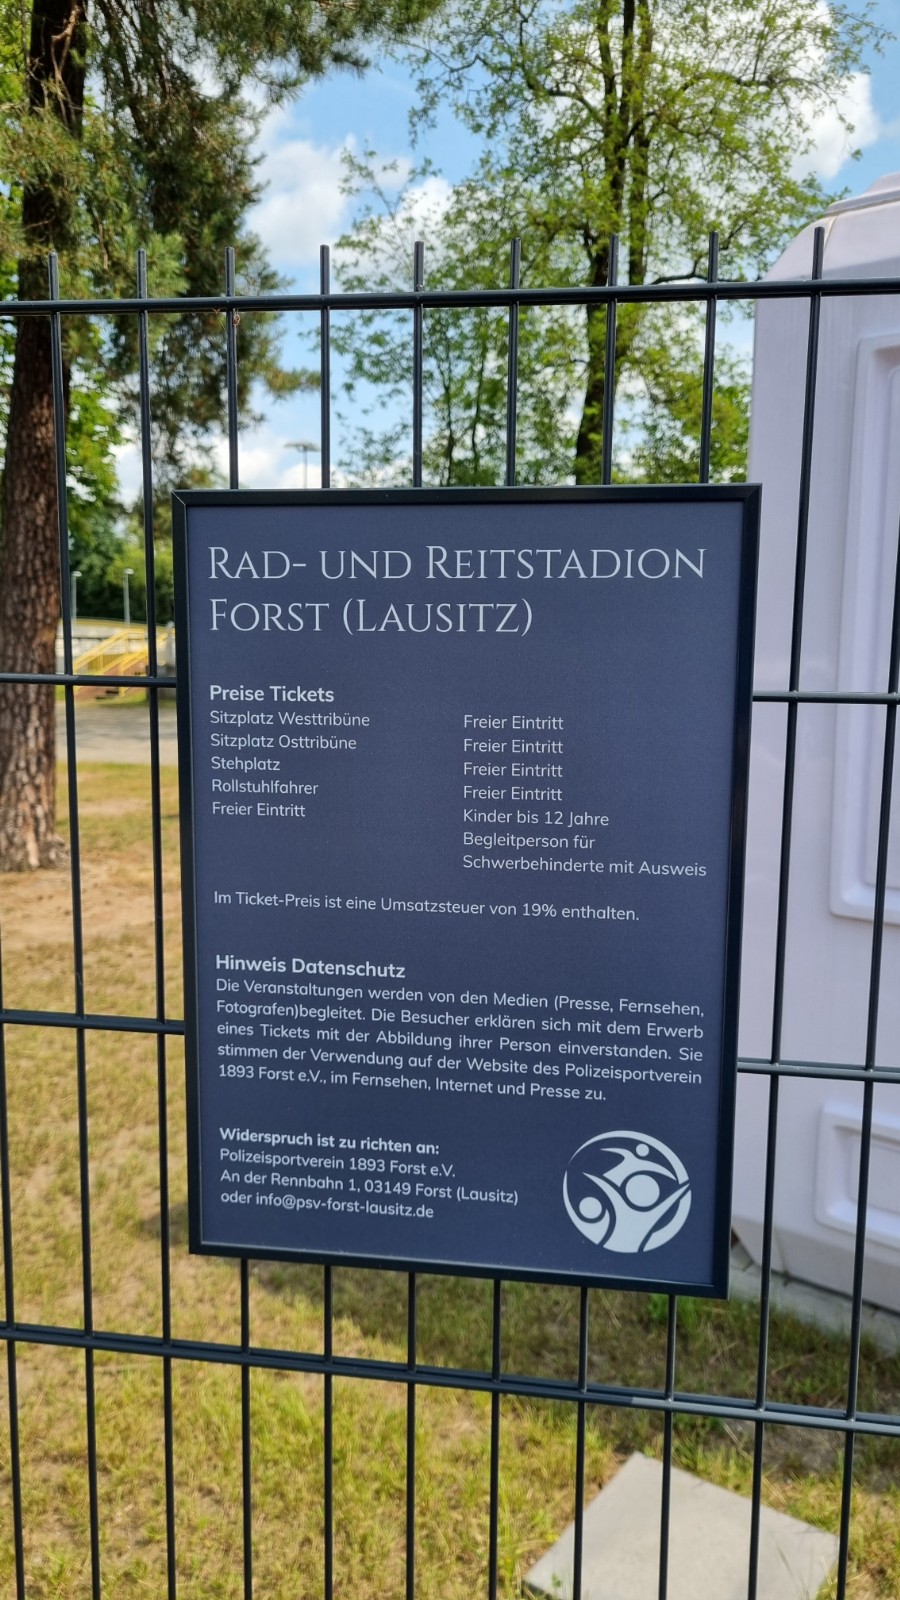 RAD- UND REITSTADION
FORST (LAUSITZ)
Preise Tickets
Sitzplatz Westtribüne Freier Eintritt
Sitzplatz Osttribüne Freier Eintritt
Stehplatz Freier Eintritt
Rollstuhlfahrer Freier Eintritt
Freier Eintritt Kinder bis 12 Jahre
Begleitperson für
Schwerbehinderte mit Ausweis
Im Ticket-Preis ist eine Umsatzsteuer von 19% enthalten.
Hinweis Datenschutz
Die Veranstaltungen werden von den Medien (Presse, Fernsehen,
Fotografen)begleitet. Die Besucher erklären sich mit dem Erwerb
eines Tickets mit der Abbildung ihrer Person einverstanden. Sie
stimmen der Verwendung auf der Website des Polizeisportverein
1893 Forst e.V., im Fernsehen, Internet und Presse zu.
Widerspruch ist zu richten an:
Polizeisportverein 1893 Forst e.V.
An der Rennbahn 1, 03149 Forst (Lausitz)
oder info@psv-forst-lausitz.de